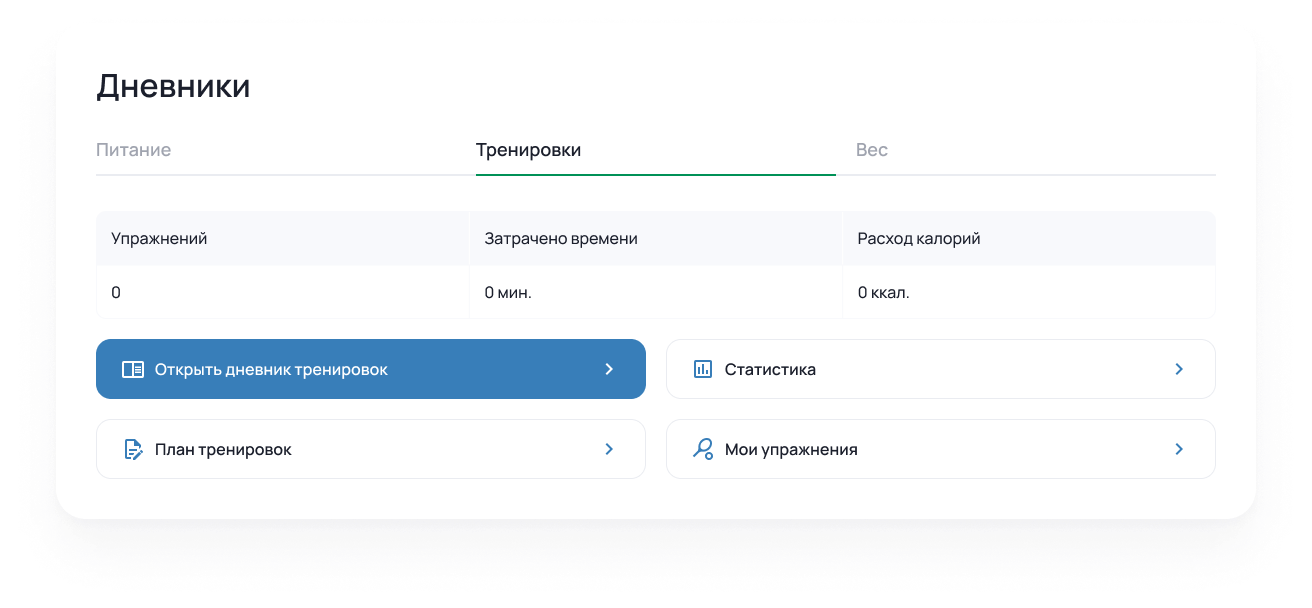 Дневники
Питание Тренировки Вес
Упражнений Затрачено времени Расход калорий
0 0 мин. 0 ккал.
Открыть дневник тренировок Статистика
План тренировок Мои упражнения